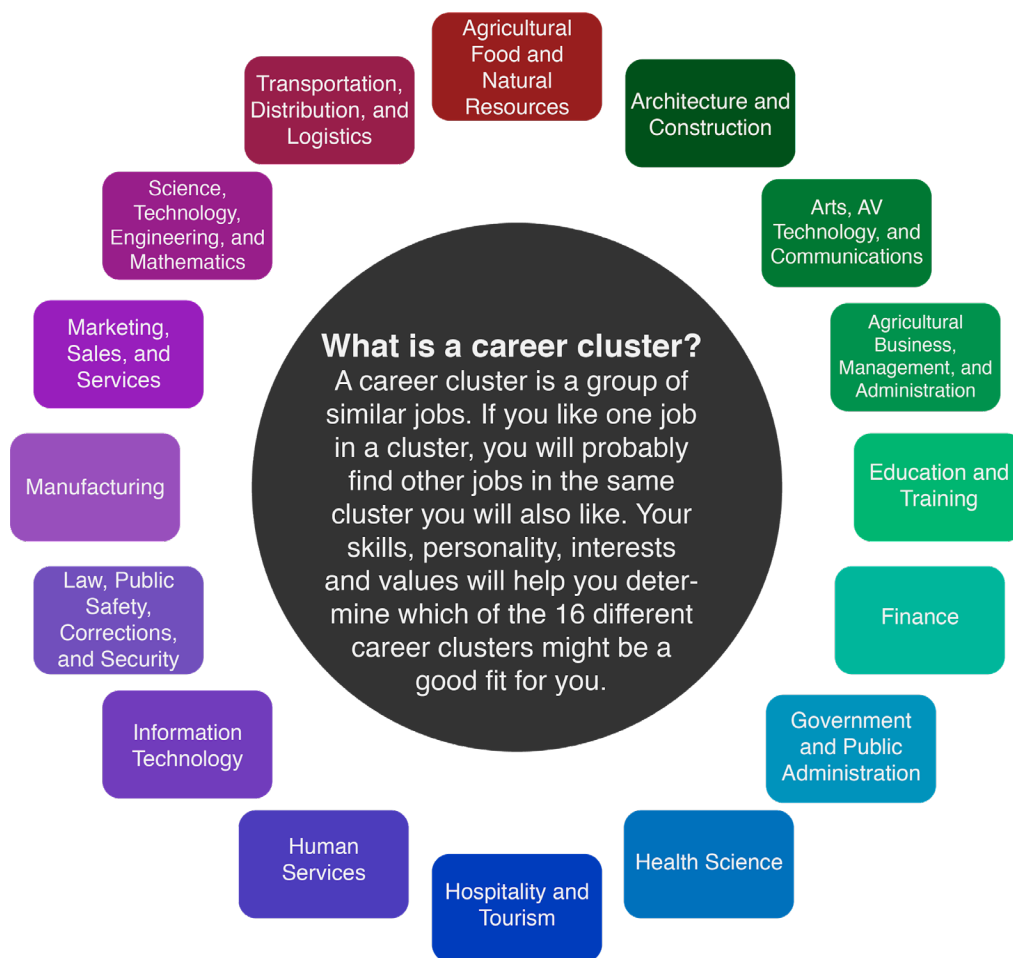 Agricultural
Food and
Natural
Resources
Architecture and
Construction
Arts, AV
Technology, and
Communications
Agricultural
Business,
Management, and
Administration
Education and
Training
Finance
Government
and Public
Administration
Health Science
Hospitality and
Tourism
Human
Services
Information
Technology
Law, Public
Safety,
Corrections,
and Security
Manufacturing
Marketing,
Sales, and
Services
Science,
Technology,
Engineering, and
Mathematics
Transportation,
Distribution, and
Logistics
What is a career cluster?
A career cluster is a group of
similar jobs. If you like one job
in a cluster, you will probably
find other jobs in the same
cluster you will also like. Your
skills, personality, interests
and values will help you deter-
mine which of the 16 different
career clusters might be a
good fit for you.